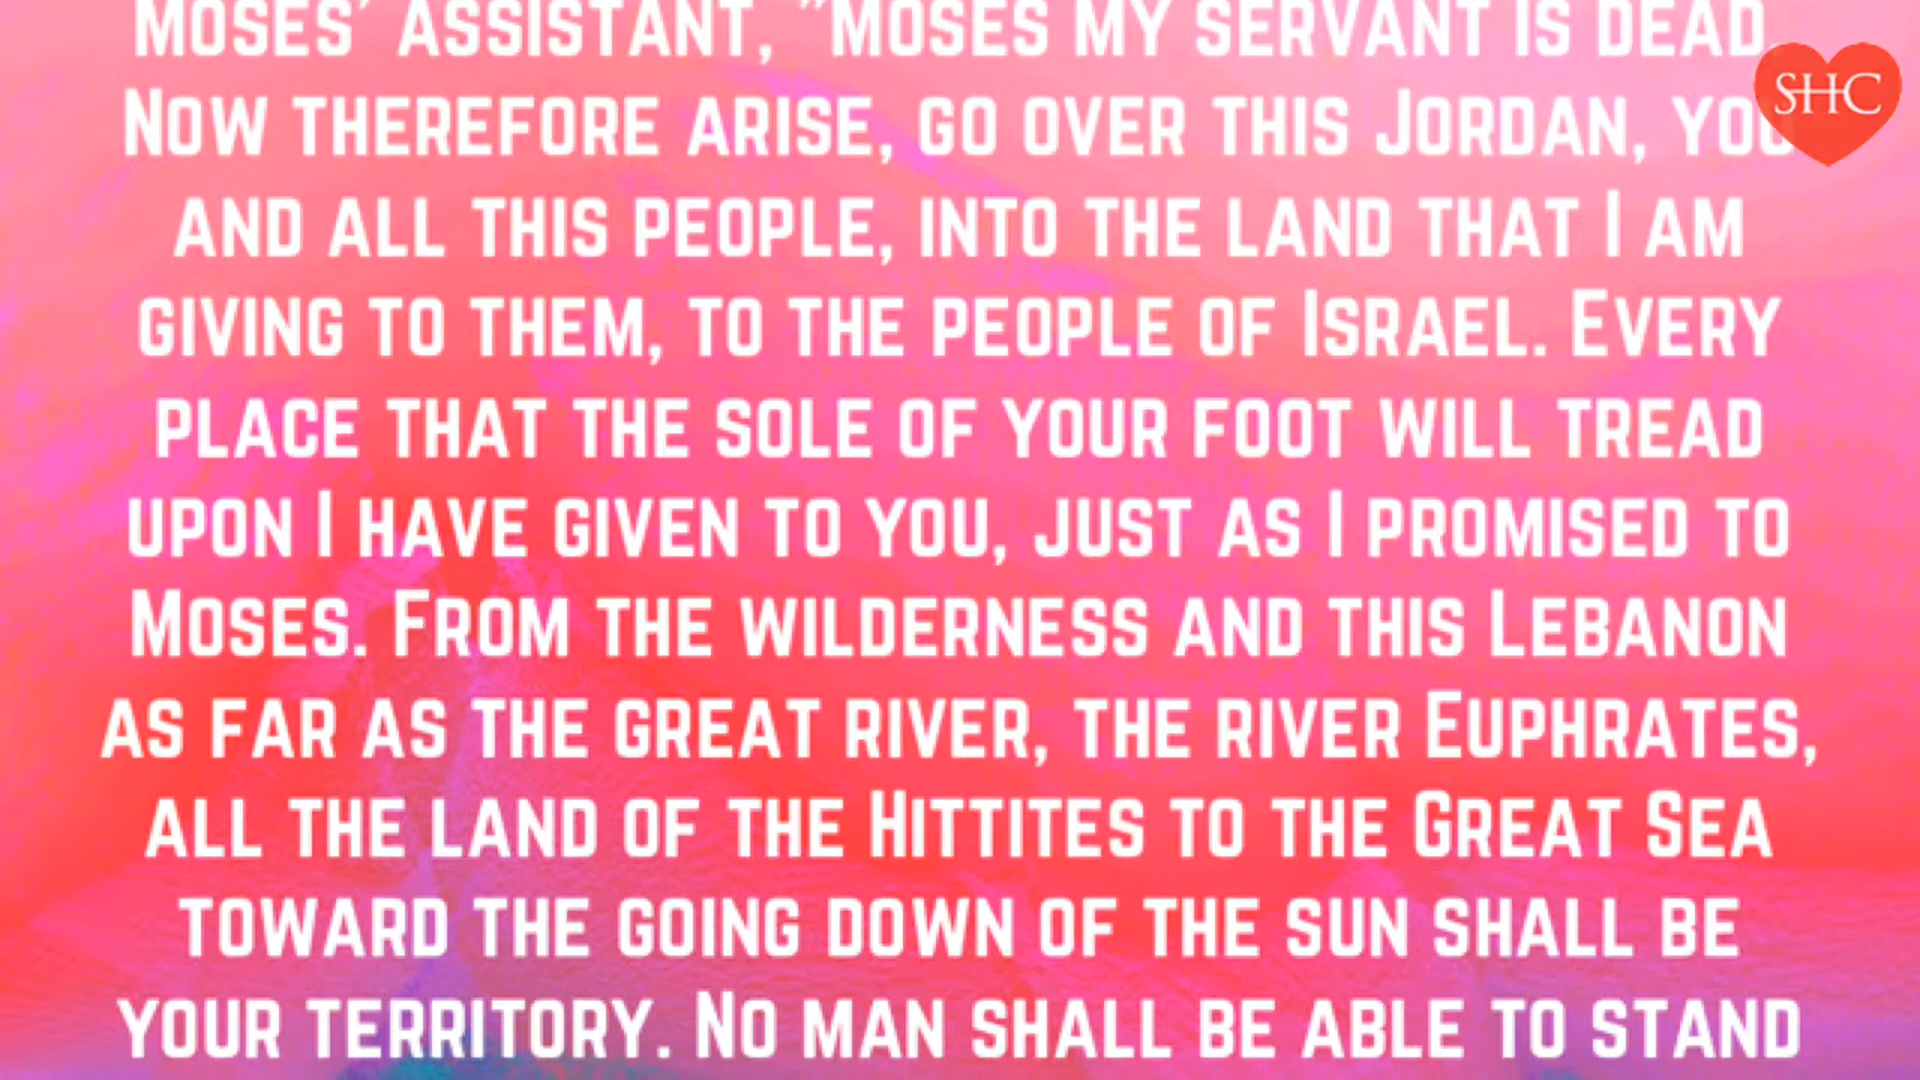 Moses' assistant, "Moses my servant is dead.
Now therefore arise, go over this Jordan, you
and all this people, into the land that I am
giving to them, to the people of Israel. Every
place that the sole of your foot will tread
upon I have given to you, just as I promised to
Moses. From the wilderness and this Lebanon
as far as the great river, the river Euphrates,
all the land of the Hittites to the Great Sea
toward the going down of the sun shall be
your territory. No man shall be able to stand
SHC